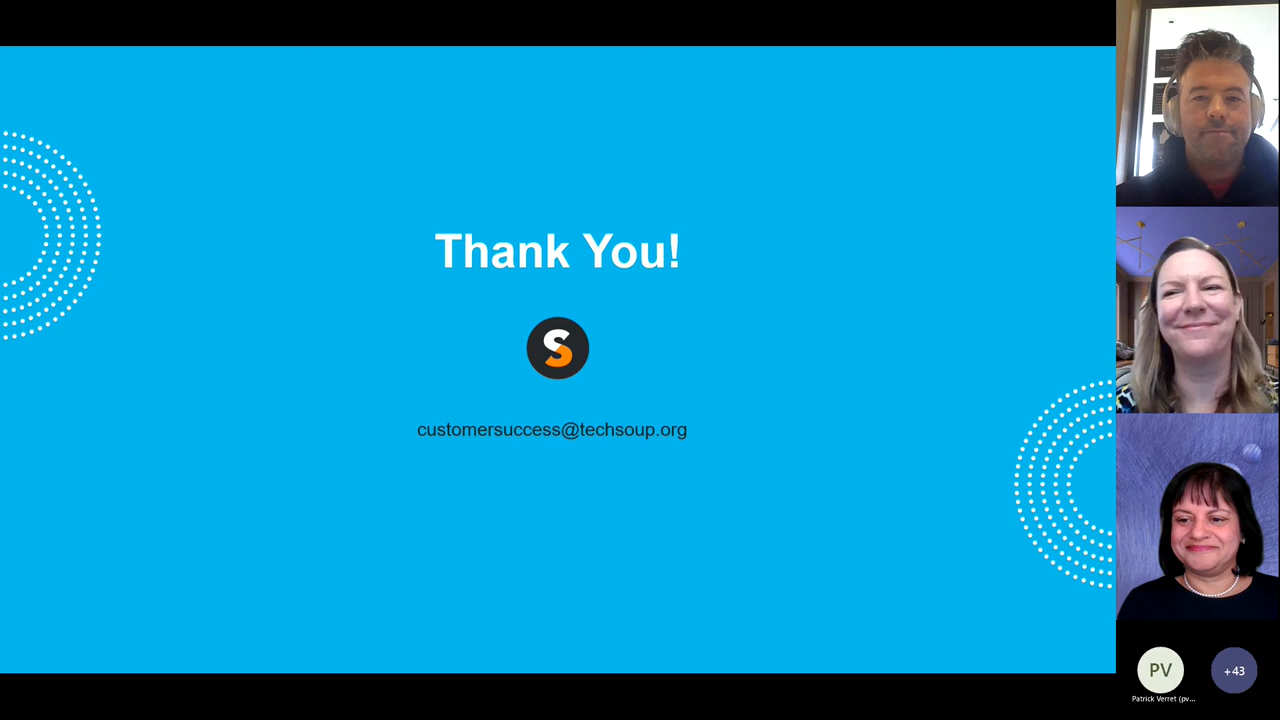 Thank You!
S
customersuccess@techsoup.org
PV
+43
Patrick Verret (pv...